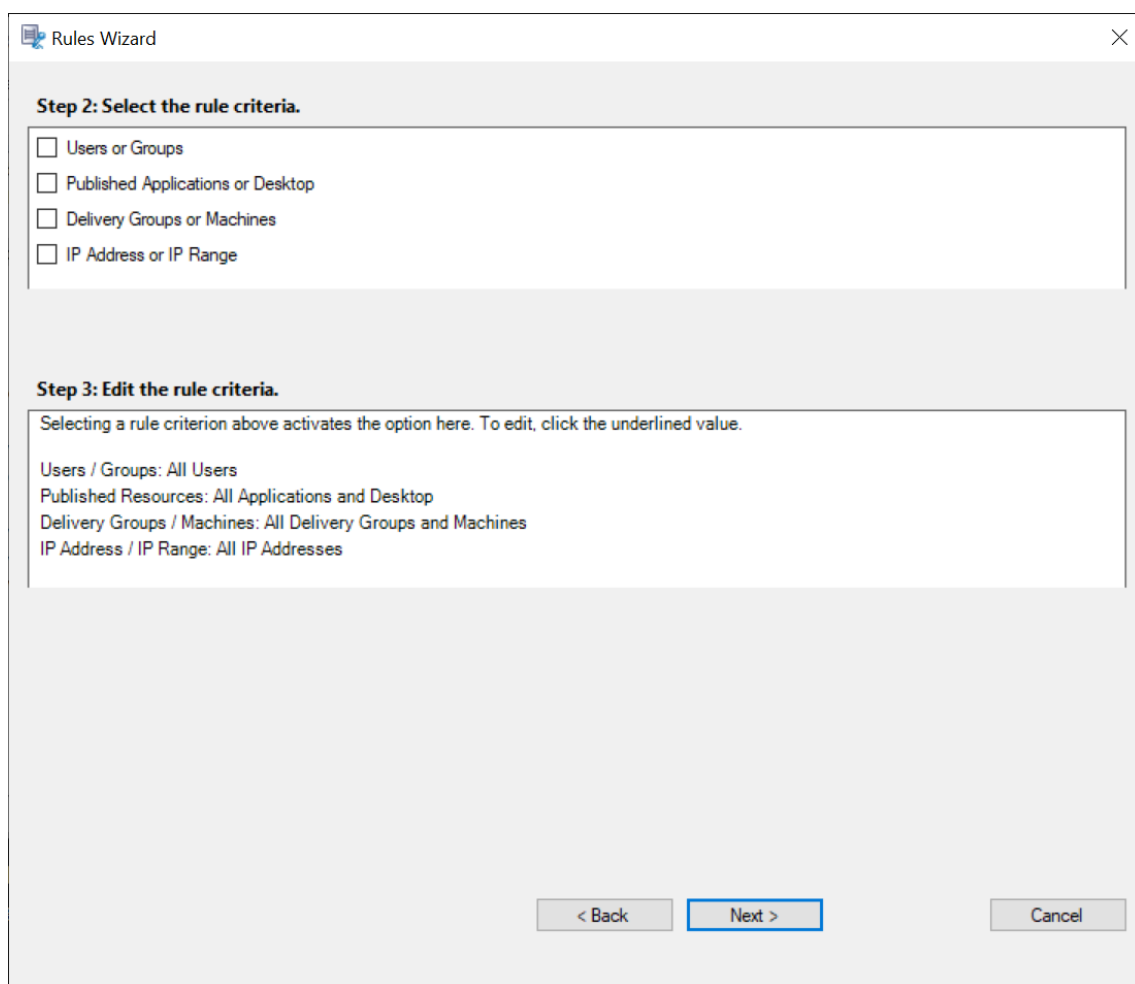 Rules Wizard
Step 2: Select the rule criteria.
Users or Groups
Published Applications or Desktop
Delivery Groups or Machines
IP Address or IP Range
Step 3: Edit the rule criteria.
Selecting a rule criterion above activates the option here. To edit, click the underlined value.
Users / Groups: All Users
Published Resources: All Applications and Desktop
Delivery Groups / Machines: All Delivery Groups and Machines
IP Address / IP Range: All IP Addresses
< Back
Next >
Cancel